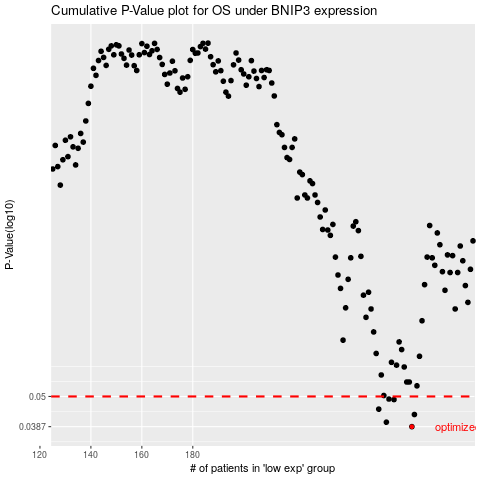 Cumulative P-Value plot for OS under BNIP3 expression
P-Value(log10)
0.05
0.0387
optimize
120 140 160 180
# of patients in 'low exp' group